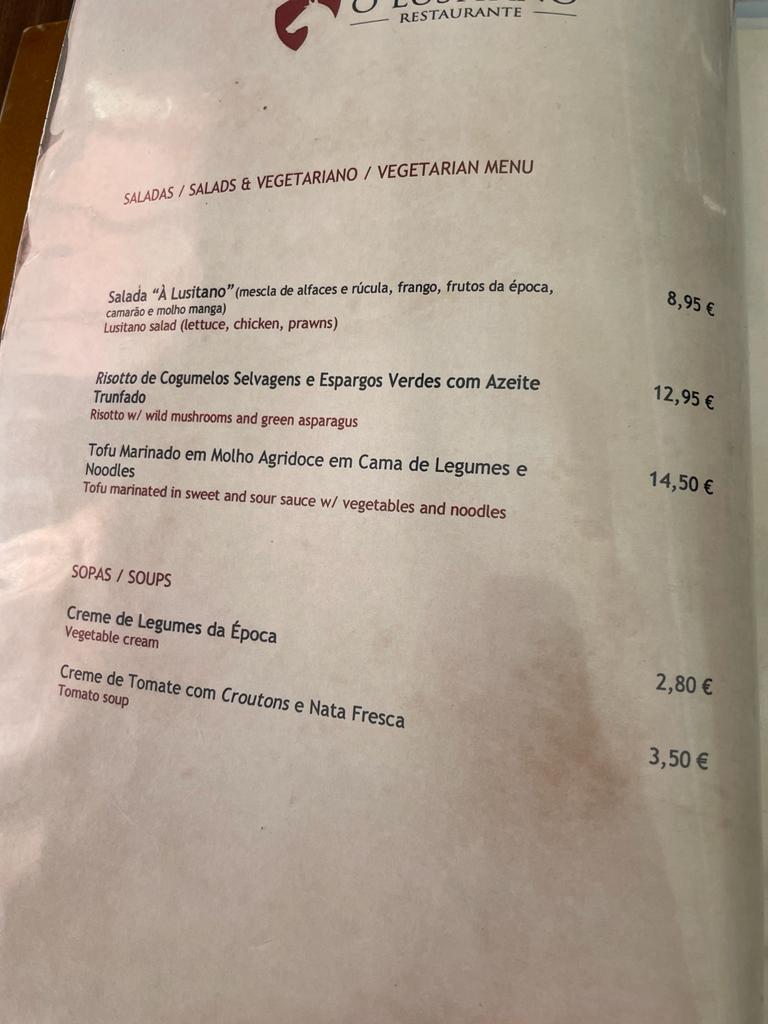 RESTAURANTE
SALADAS / SALADS & VEGETARIANO / VEGETARIAN MENU
Salada "À Lusitano" (mescla de alfaces e rúcula, frango, frutos da época,
camarão e molho manga)
8,95 €
Lusitano salad (lettuce, chicken, prawns)
Risotto de Cogumelos Selvagens e Espargos Verdes com Azeite
Trunfado
12,95 €
Risotto w/ wild mushrooms and green asparagus
Tofu Marinado em Molho Agridoce em Cama de Legumes e
Noodles
14,50 €
Tofu marinated in sweet and sour sauce w/ vegetables and noodles
SOPAS / SOUPS
Creme de Legumes da Época
Vegetable cream
2,80 €
Creme de Tomate com Croutons e Nata Fresca
Tomato soup
3,50 €